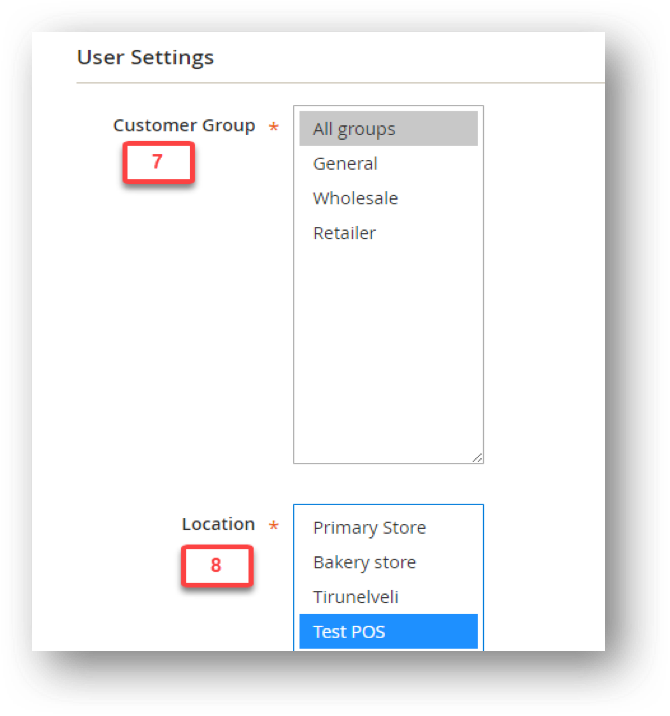 User Settings
Customer Group *
7
All groups
General
Wholesale
Retailer
Location *
8
Primary Store
Bakery store
Tirunelveli
Test POS